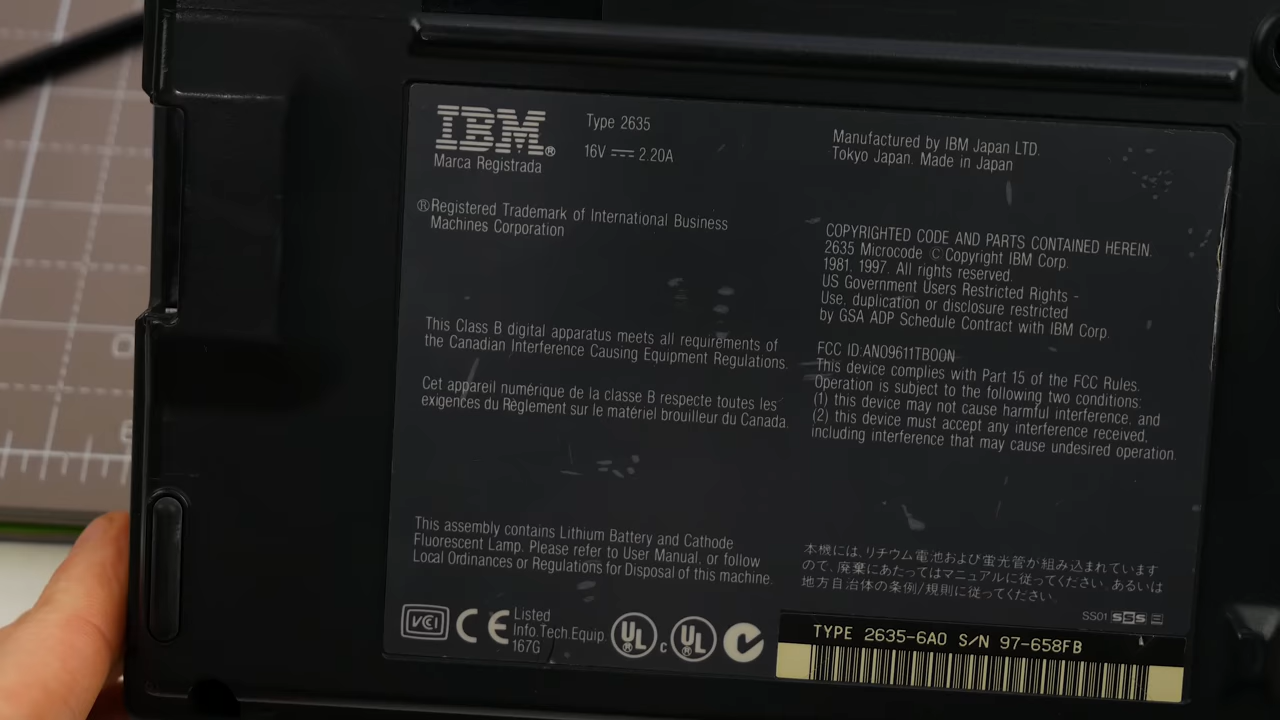 IBM®
Marca Registrada
Type 2635
16V 2.20A
Manufactured by IBM Japan LTD.
Tokyo Japan. Made in Japan
®Registered Trademark of International Business
Machines Corporation
COPYRIGHTED CODE AND PARTS CONTAINED HEREIN.
2635 Microcode © Copyright IBM Corp.
1981, 1997. All rights reserved.
US Government Users Restricted Rights -
Use, duplication or disclosure restricted
by GSA ADP Schedule Contract with IBM Corp.
This Class B digital apparatus meets all requirements of
the Canadian Interference Causing Equipment Regulations.
Cet appareil numérique de la classe B respecte toutes les
exigences du Règlement sur le matériel brouilleur du Canada.
FCC ID:ANO9611TBOON
This device complies with Part 15 of the FCC Rules.
Operation is subject to the following two conditions:
(1) this device may not cause harmful interference, and
(2) this device must accept any interference received,
including interference that may cause undesired operation.
This assembly contains Lithium Battery and Cathode
Fluorescent Lamp. Please refer to User Manual, or follow
Local Ordinances or Regulations for Disposal of this machine.
本機には、リチウム電池および蛍光管が組み込まれています
ので、廃棄にあたってはマニュアルに従ってください。あるいは
地方自治体の条例/規則に従ってください。
SS01 SSS
VCI CE
Listed
Info.Tech.Equip
167G
UL ® c UL ®
TYPE 2635-6A0 S/N 97-658FB
0
8